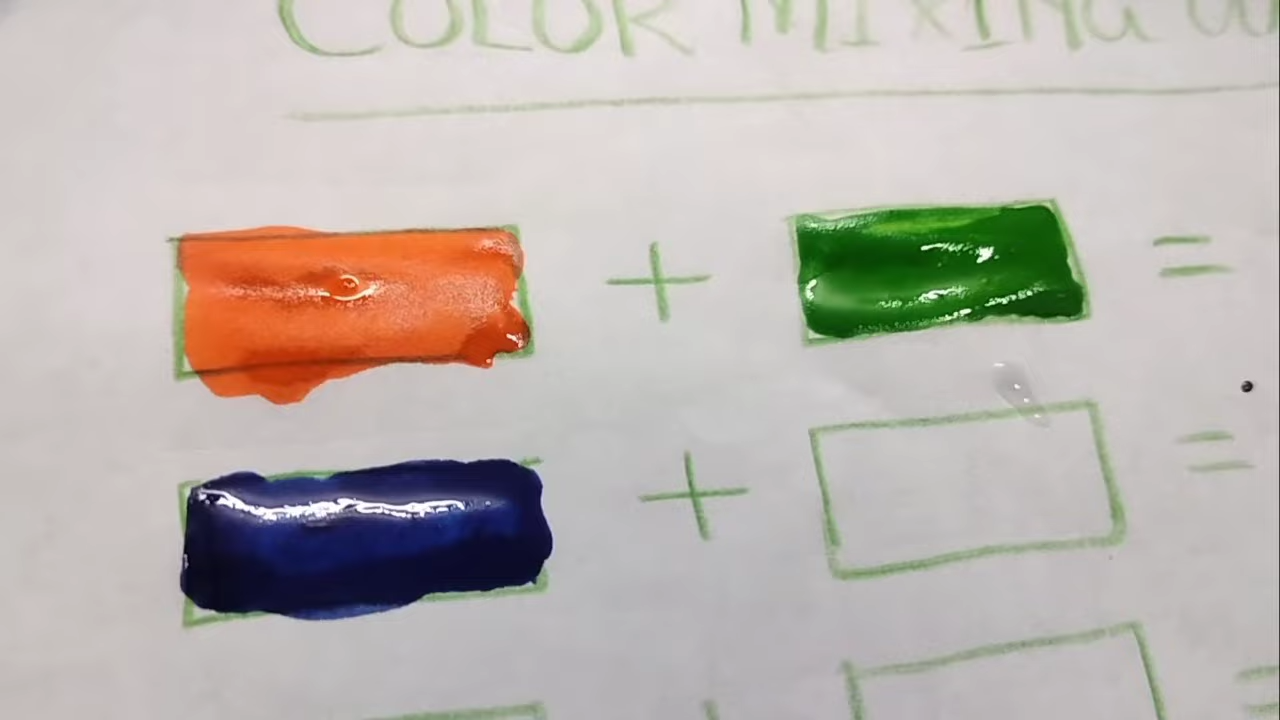 COLOR MIXING
+ =
+ =